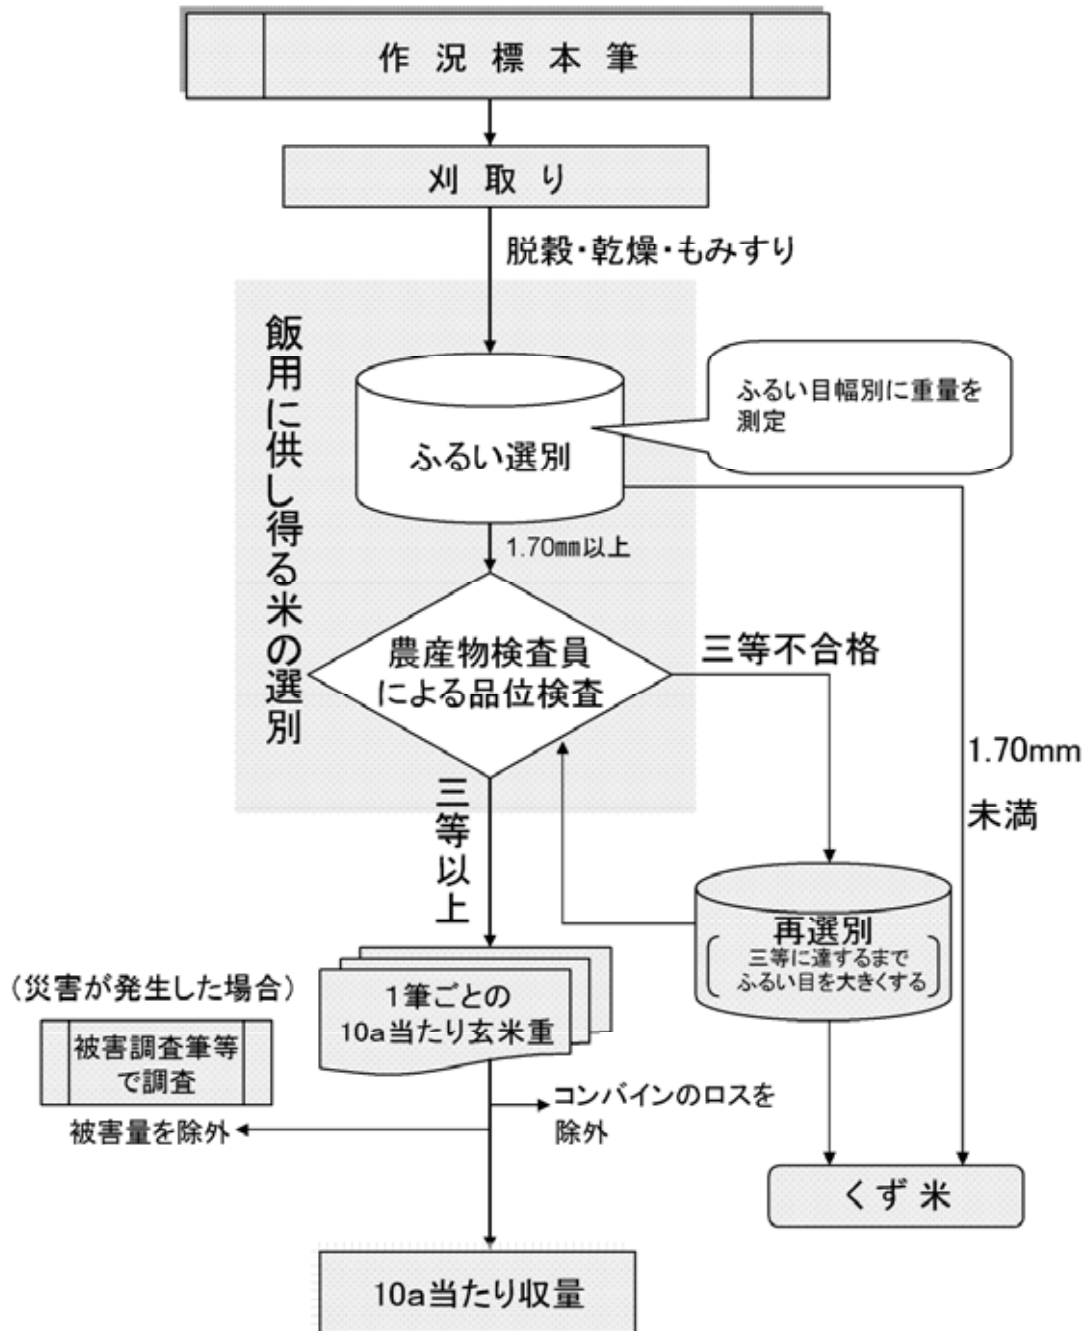 作況標本筆
刈取り
脱穀・乾燥・もみすり
飯用に供し得る米の選別
ふるい目幅別に重量を
測定
ふるい選別
1.70㎜以上
農産物検査員
による品位検査
三等不合格
1.70mm
未満
三等以上
再選別
三等に達するまで
ふるい目を大きくする
（災害が発生した場合）
被害調査筆等
で調査
1筆ごとの
10a当たり玄米重
コンバインのロスを
除外
被害量を除外
くず米
10a当たり収量